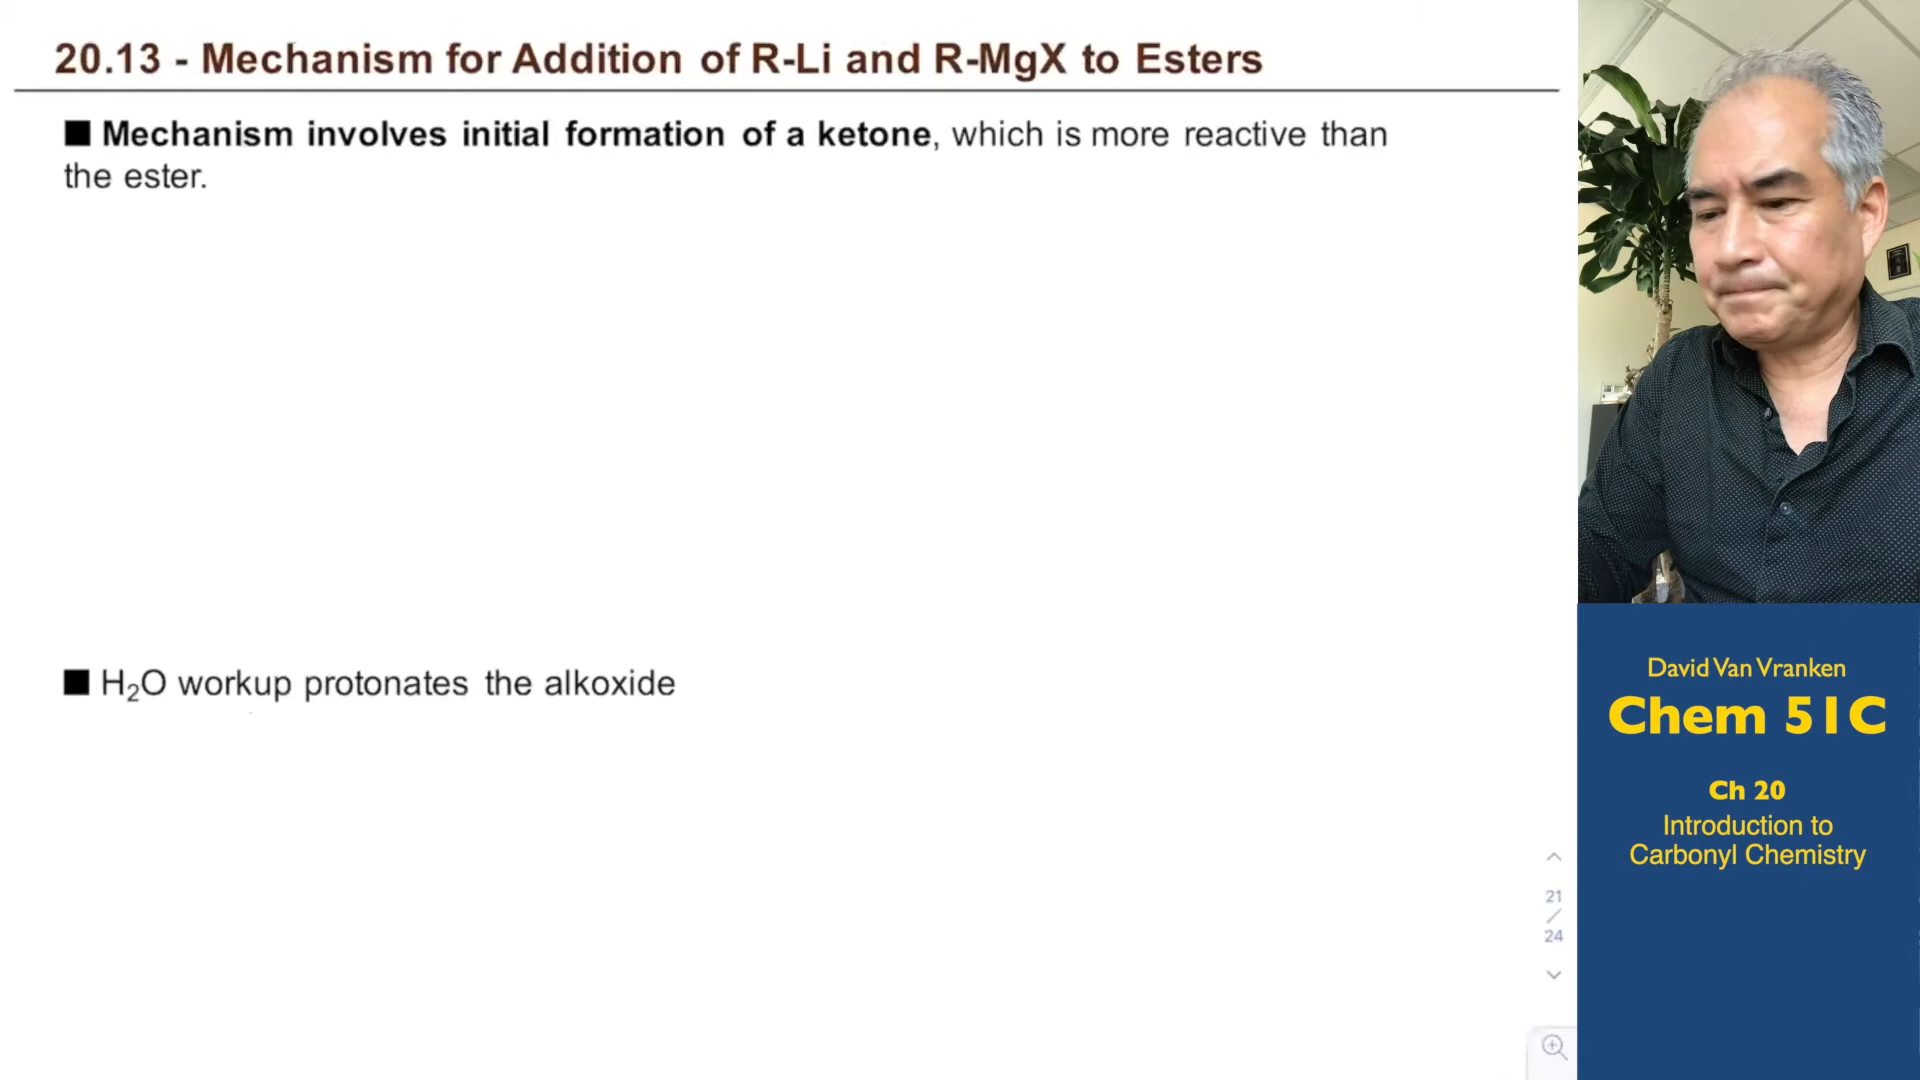 20.13 - Mechanism for Addition of R-Li and R-MgX to Esters
■ Mechanism involves initial formation of a ketone, which is more reactive than
the ester.
■ H₂O workup protonates the alkoxide
David Van Vranken
Chem 51C
Ch 20
Introduction to
Carbonyl Chemistry
21
/
24